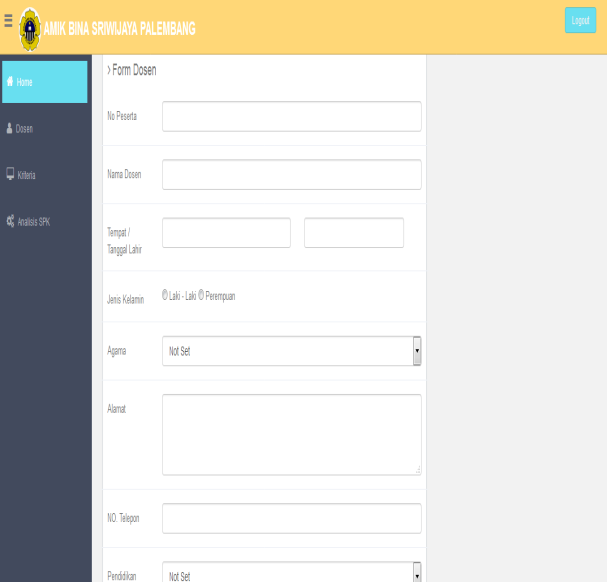 AMIK BINA SRIWIJAYA PALEMBANG
Logout
Home
Dosen
Kriteria
Analisis SPK
› Form Dosen
No Peserta
Nama Dosen
Tempat /
Tanggal Lahir
Jenis Kelamin
Laki - Laki Perempuan
Agama
Not Set
Alamat
NO. Telepon
Pendidikan
Not Set